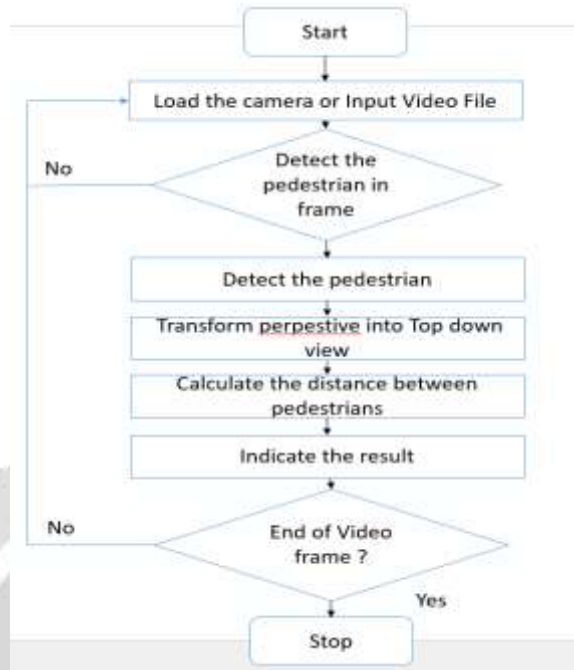 Start
Load the camera or Input Video File
Detect the
No
pedestrian in
frame
Detect the pedestrian
Transform perpestive into Top down
view
Calculate the distance between
pedestrians
Indicate the result
No
End of Video
frame ?
Yes
Stop